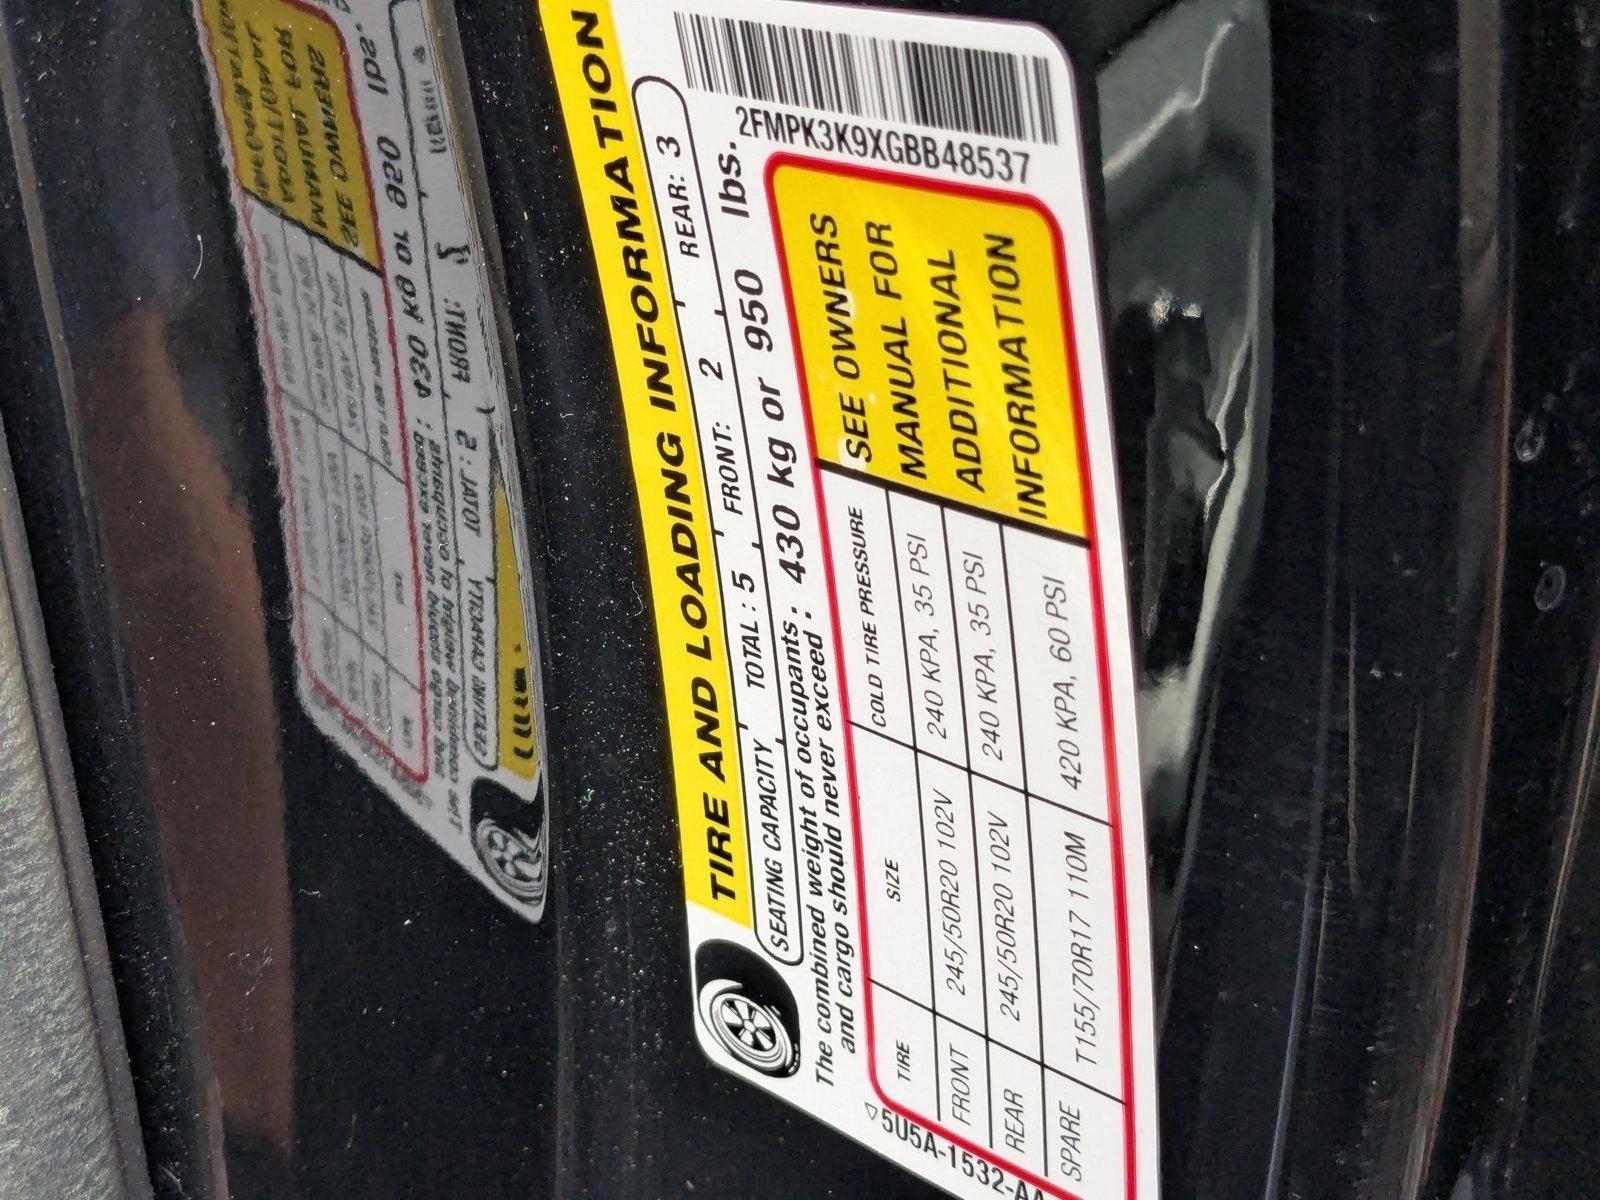 TIRE AND LOADING INFORMATION
SEATING CAPACITY TOTAL : 5 FRONT: 2 REAR: 3
The combined weight of occupants and cargo should never exceed : 430 kg or 950 lbs.
TIRE SIZE COLD TIRE PRESSURE
FRONT 245/50R20 102V 240 KPA, 35 PSI
REAR 245/50R20 102V 240 KPA, 35 PSI
SPARE T155/70R17 110M 420 KPA, 60 PSI
SEE OWNERS
MANUAL FOR
ADDITIONAL
INFORMATION
2FMPK3K9XGBB48537
5U5A-1532-AA